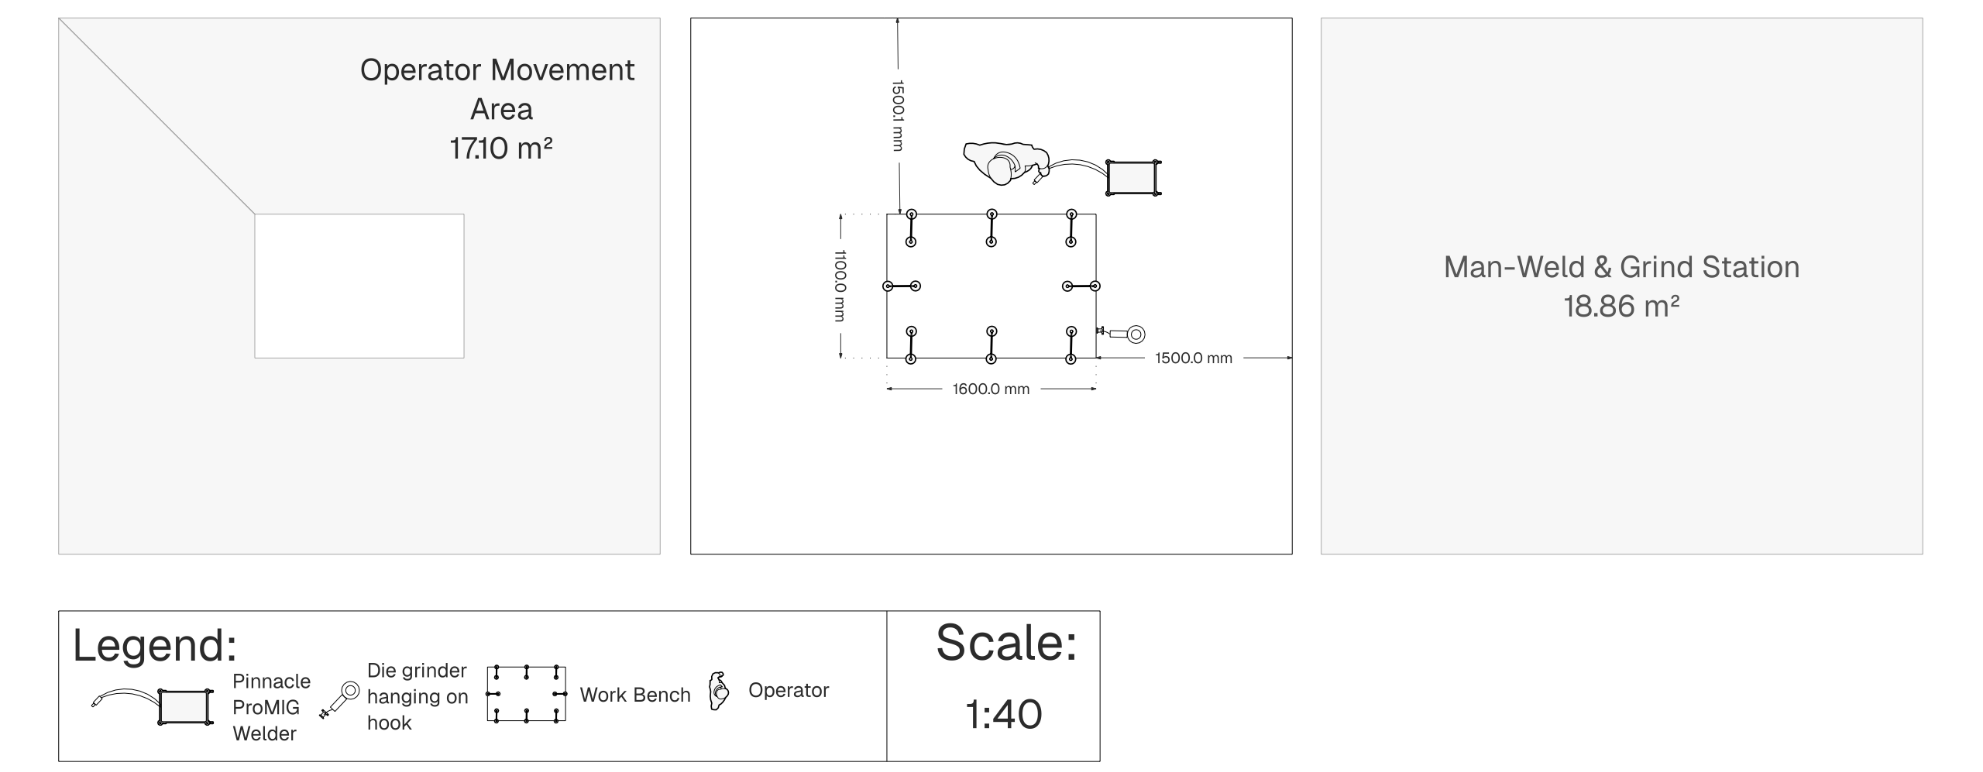 Operator Movement
Area
17.10 m²
1500.1 mm
1100.0 mm
1500.0 mm
1600.0 mm
Man-Weld & Grind Station
18.86 m²
Legend:
Pinnacle
ProMIG
Welder
Die grinder
hanging on
hook
Work Bench
Operator
Scale:
1:40